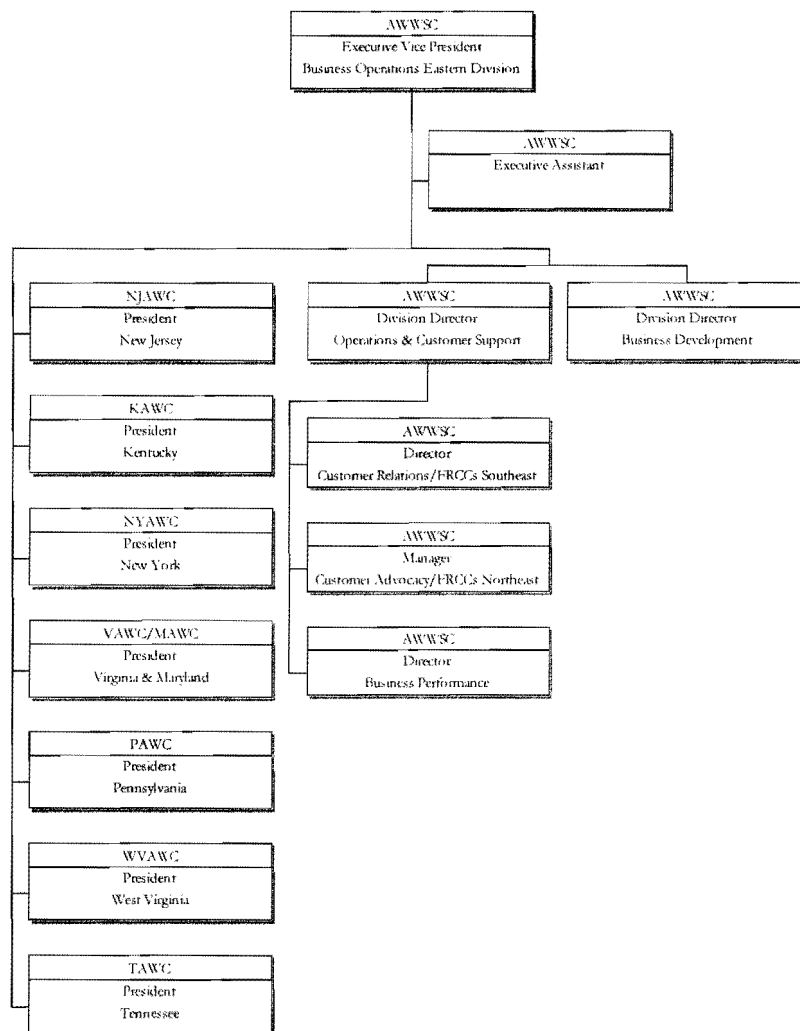 AWWSC
Executive Vice President
Business Operations Eastern Division
AWWSC
Executive Assistant
NJAWC
President
New Jersey
AWWSC
Division Director
Operations & Customer Support
AWWSC
Division Director
Business Development
KAWC
President
Kentucky
AWWSC
Director
Customer Relations/FRCCs Southeast
NYAWC
President
New York
AWWSC
Manager
Customer Advocacy/FRCCs Northeast
VAWC/MAWC
President
Virginia & Maryland
AWWSC
Director
Business Performance
PAWC
President
Pennsylvania
WVAWC
President
West Virginia
TAWC
President
Tennessee